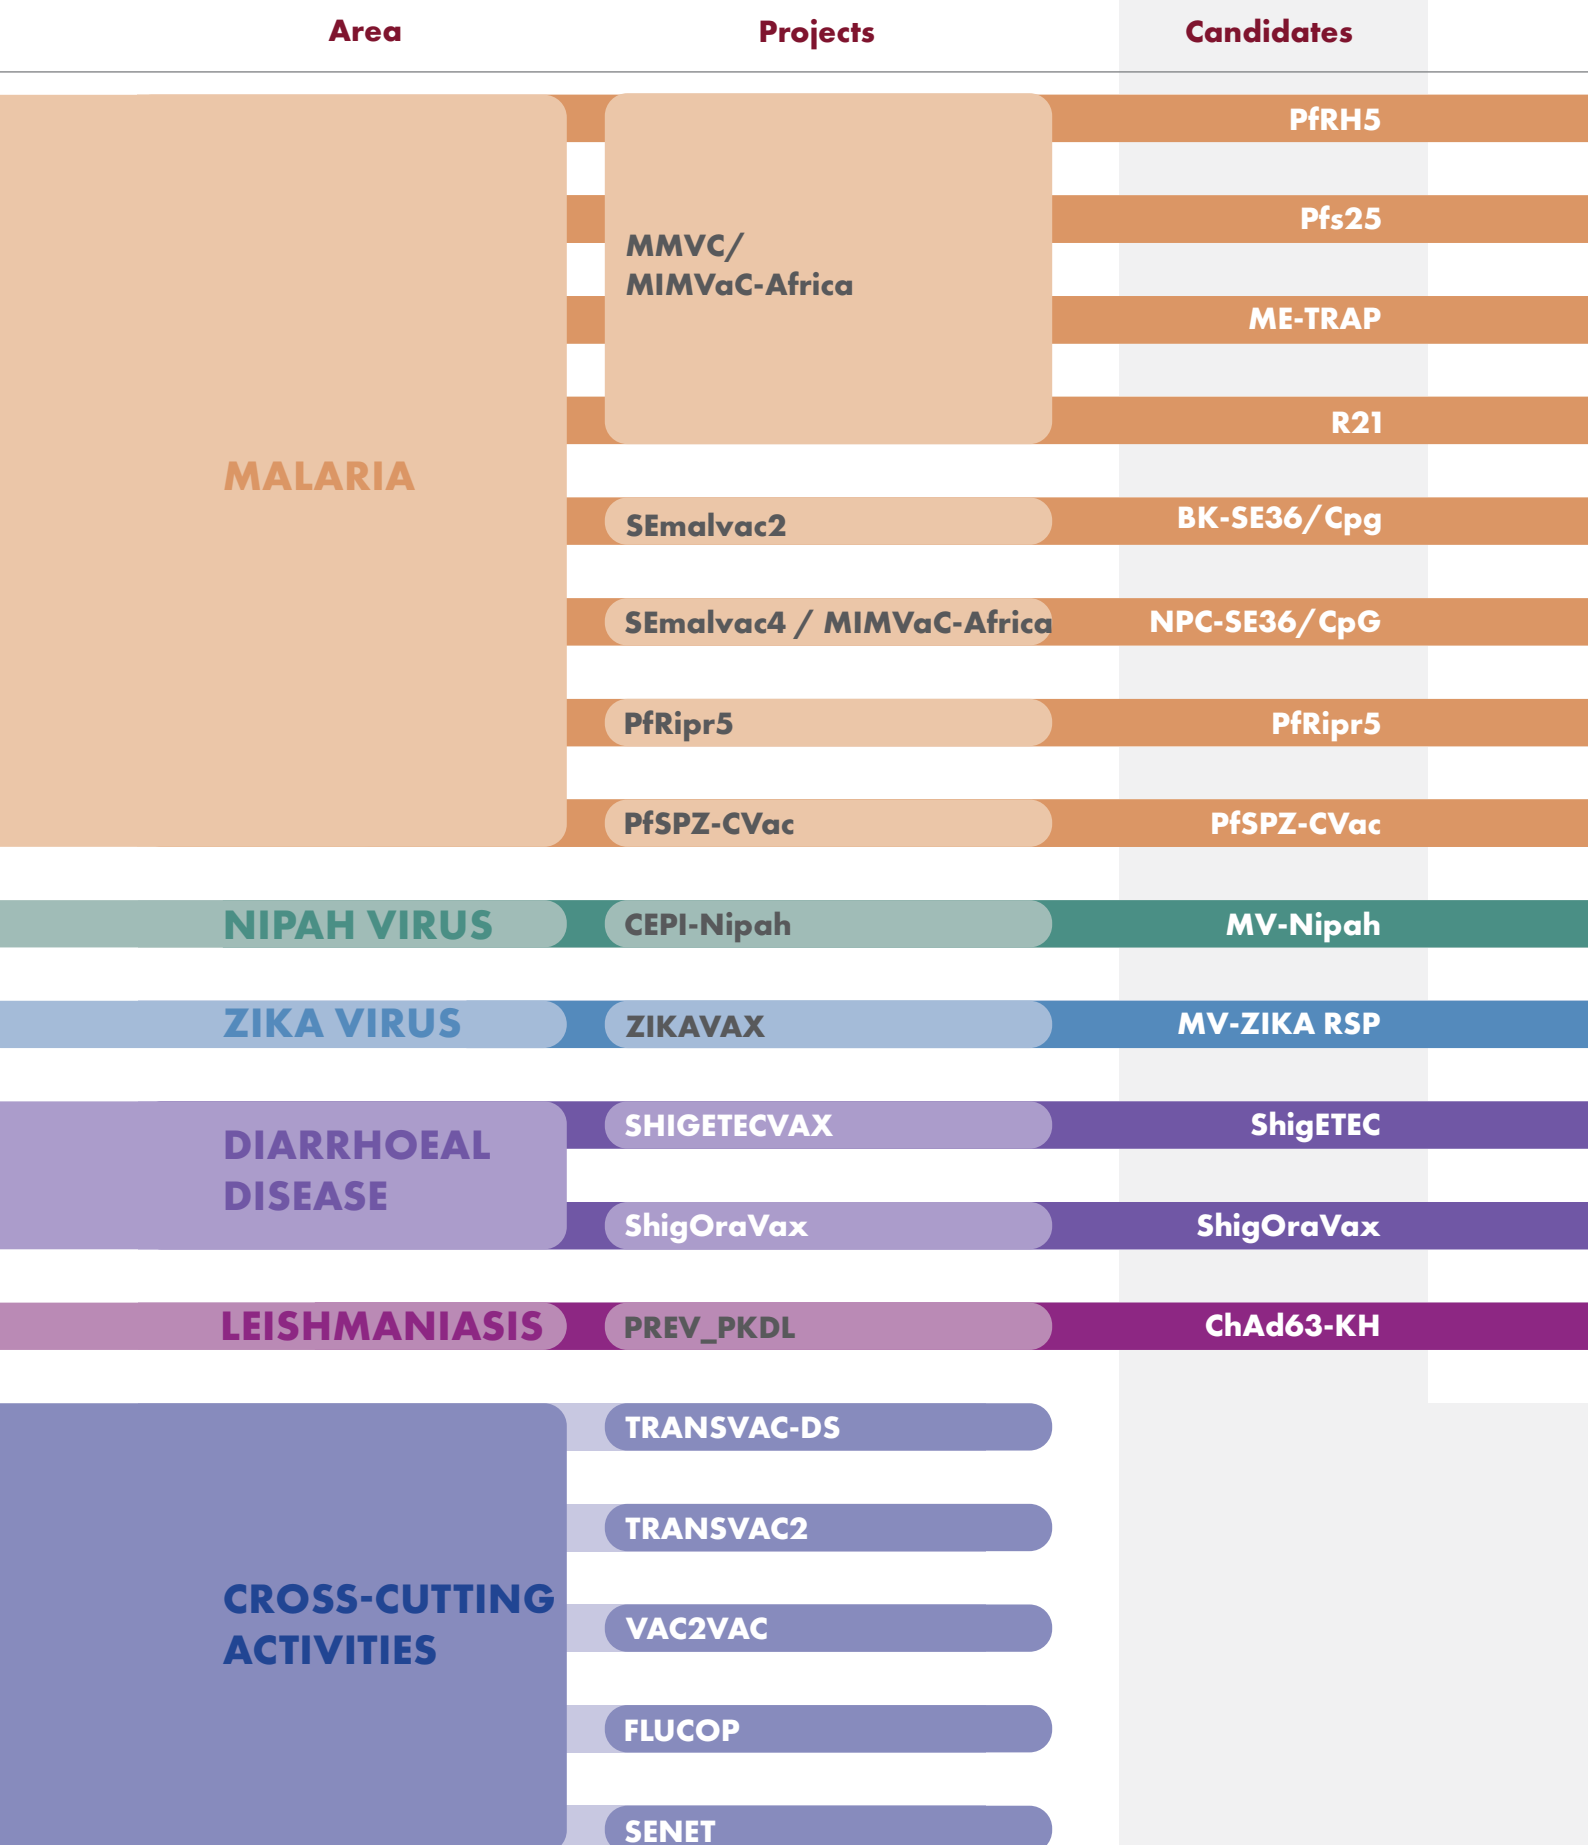 Area Projects Candidates
PfRH5
Pfs25
MMVC/
MIMVaC-Africa
ME-TRAP
R21
MALARIA
SEmalvac2 BK-SE36/Cpg
SEmalvac4 / MIMVaC-Africa NPC-SE36/CpG
PfRipr5 PfRipr5
PfSPZ-CVac PfSPZ-CVac
NIPAH VIRUS CEPI-Nipah MV-Nipah
ZIKA VIRUS ZIKAVAX MV-ZIKA RSP
DIARRHOEAL
DISEASE
SHIGETECVAX ShigETEC
ShigOraVax ShigOraVax
LEISHMANIASIS PREV_PKDL ChAd63-KH
CROSS-CUTTING
ACTIVITIES
TRANSVAC-DS
TRANSVAC2
VAC2VAC
FLUCOP
SENET